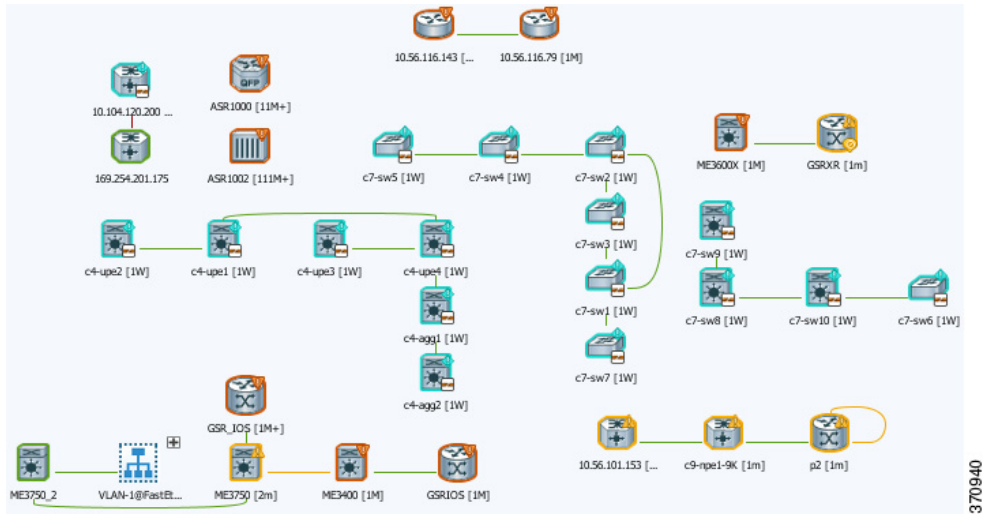 10.56.116.143 [...
10.56.116.79 [1M]
10.104.120.200 ...
QFP
ASR1000 [11M+]
169.254.201.175
ASR1002 [111M+]
c7-sw5 [1W]
c7-sw4 [1W]
c7-sw2 [1W]
ME3600X [1M]
GSRXR [1m]
c7-sw3 [1W]
c7-sw9 [1W]
c4-upe2 [1W]
c4-upe1 [1W]
c4-upe3 [1W]
c4-upe4 [1W]
c7-sw1 [1W]
c7-sw8 [1W]
c7-sw10 [1W]
c7-sw6 [1W]
c4-agg1 [1W]
c7-sw7 [1W]
c4-agg2 [1W]
GSR_IOS [1M+]
10.56.101.153 [...
c9-npe1-9K [1m]
p2 [1m]
ME3750_2
VLAN-1@FastEt...
ME3750 [2m]
ME3400 [1M]
GSRIOS [1M]
370940